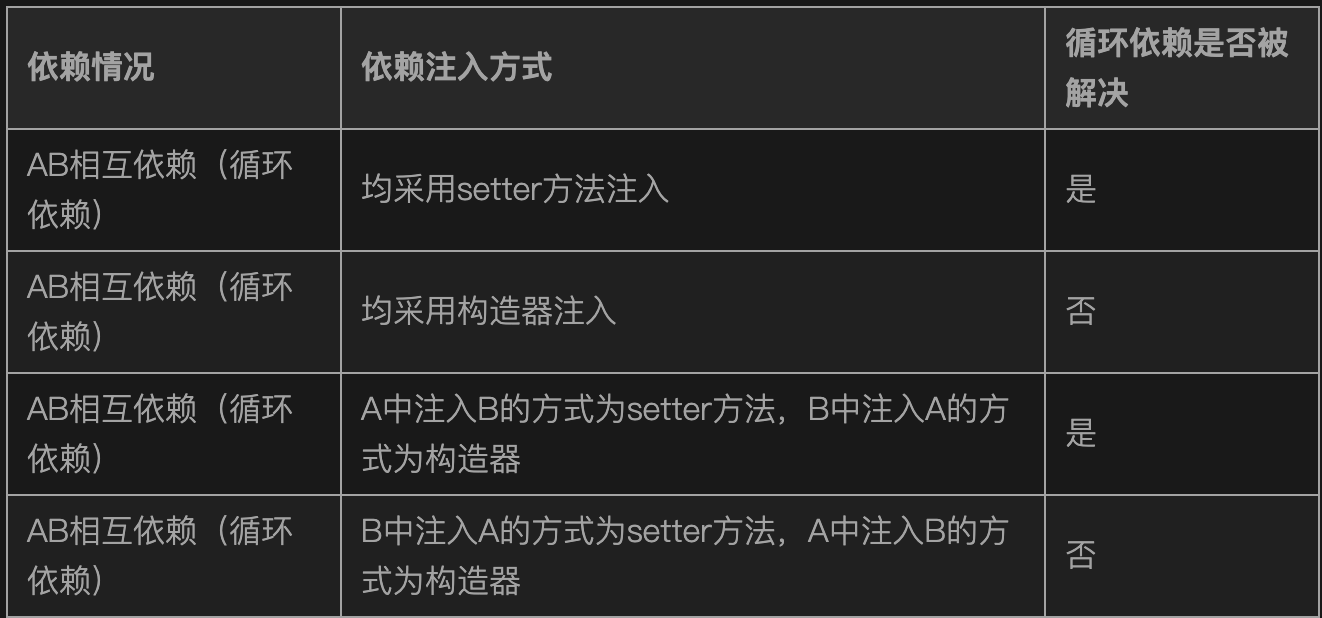 依赖情况
依赖注入方式
循环依赖是否被
解决
AB相互依赖（循环
依赖）
均采用setter方法注入
是
AB相互依赖（循环
依赖）
均采用构造器注入
否
AB相互依赖（循环
依赖）
A中注入B的方式为setter方法，B中注入A的方
式为构造器
是
AB相互依赖（循环
依赖）
B中注入A的方式为setter方法，A中注入B的方
式为构造器
否